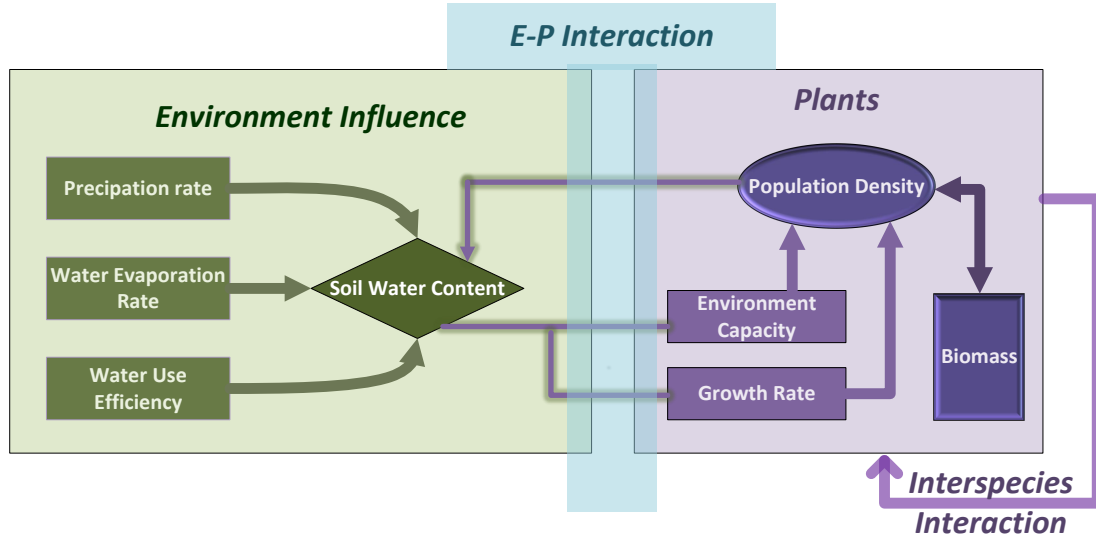 E-P Interaction
Environment Influence
Plants
Precipation rate
Water Evaporation
Rate
Water Use
Efficiency
Soil Water Content
Population Density
Environment
Capacity
Growth Rate
Biomass
Interspecies
Interaction